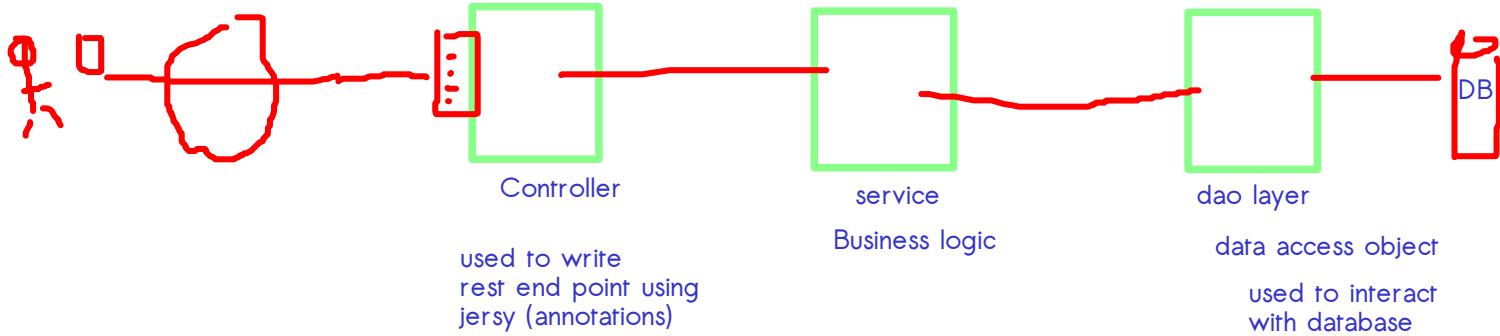 DB
Controller
service
dao layer
Business logic
data access object
used to write
rest end point using
jersy (annotations)
used to interact
with database